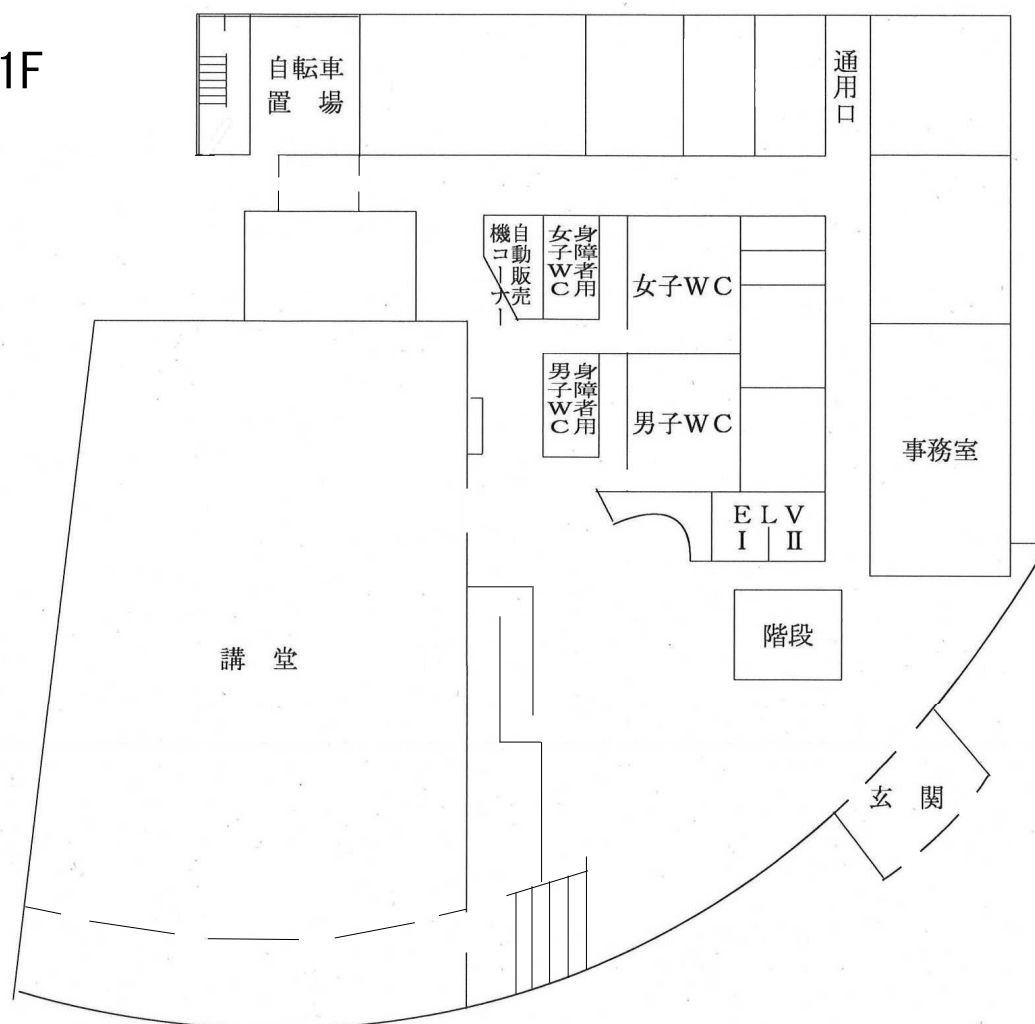 1F
自転車
置 場
通用口
自動販売
機コーナー
身障者用
女子WC
女子WC
身障者用
男子WC
男子WC
事務室
ELV
I II
階段
講 堂
玄 関